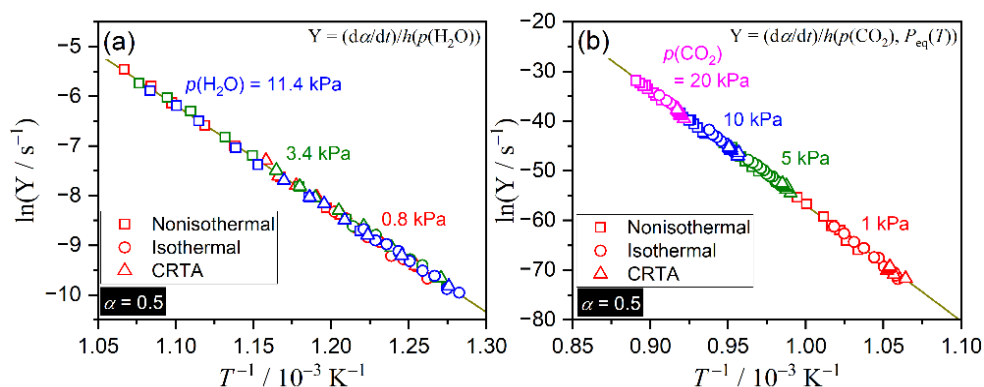 (a)
Y = (dα/dt)/h(p(H₂O))
p(H₂O) = 11.4 kPa
3.4 kPa
0.8 kPa
Nonisothermal
Isothermal
CRTA
α = 0.5
ln(Y / s⁻¹)
−5
−6
−7
−8
−9
−10
1.05
1.10
1.15
1.20
1.25
1.30
T⁻¹ / 10⁻³ K⁻¹
(b)
Y = (dα/dt)/h(p(CO₂), Peq(T))
p(CO₂)
= 20 kPa
10 kPa
5 kPa
1 kPa
Nonisothermal
Isothermal
CRTA
α = 0.5
ln(Y / s⁻¹)
−20
−30
−40
−50
−60
−70
−80
0.85
0.90
0.95
1.00
1.05
1.10
T⁻¹ / 10⁻³ K⁻¹